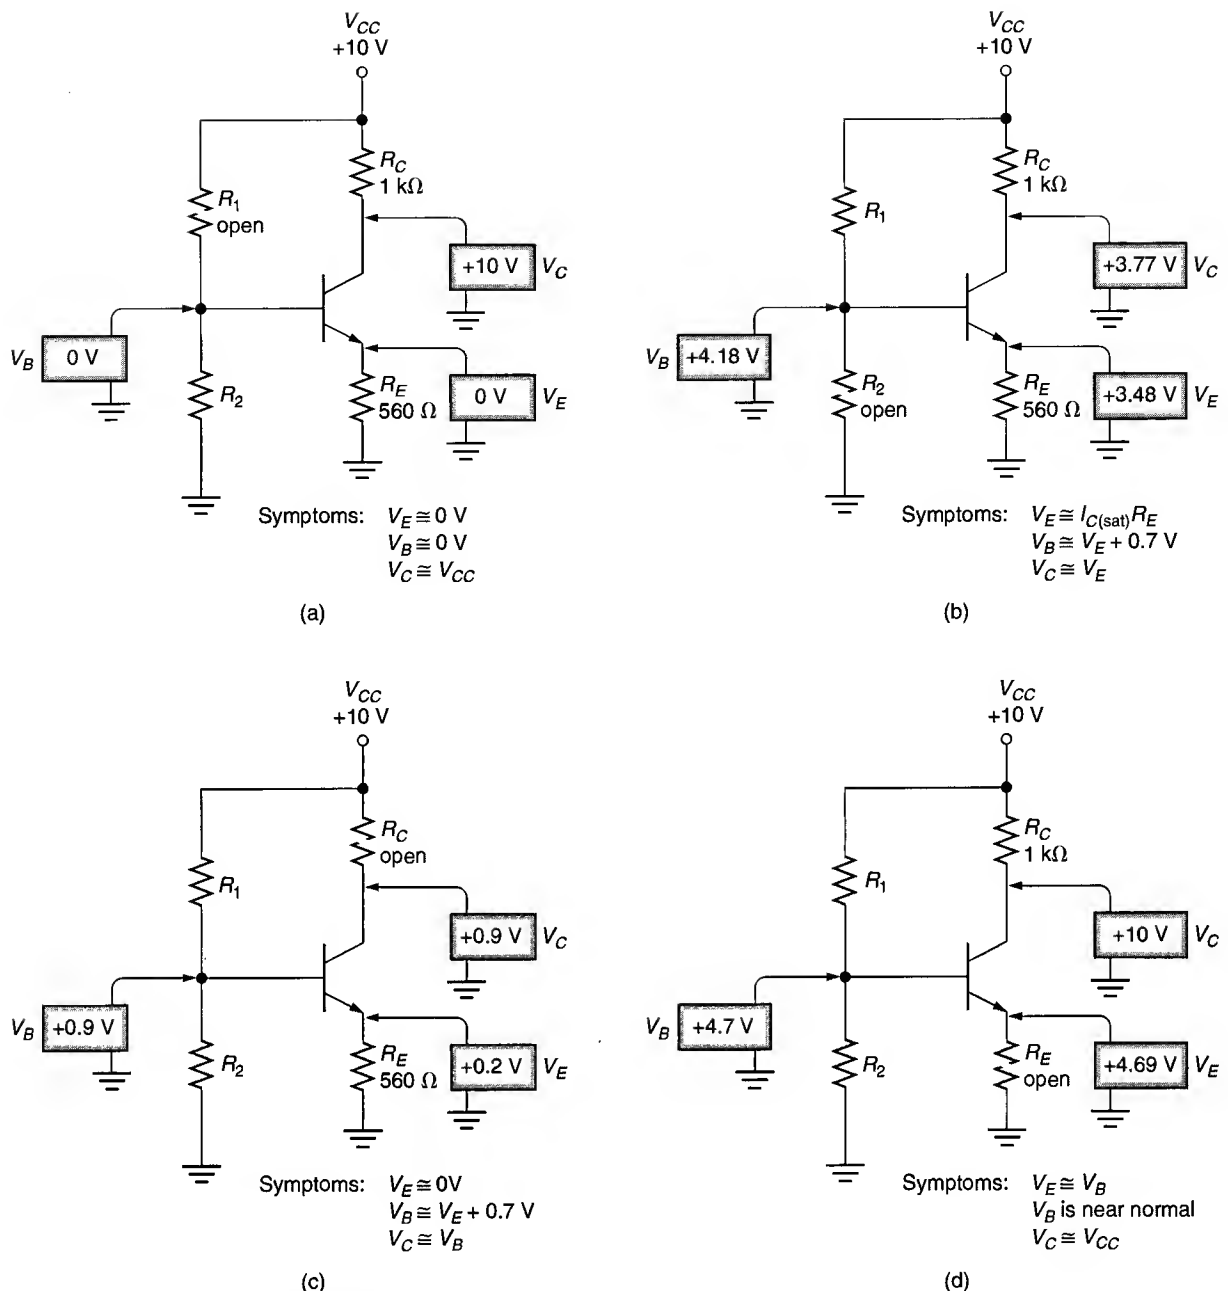 V_CC
+10 V
R_C
1 kΩ
R_1
open
+10 V V_C
V_B 0 V
R_2
R_E
560 Ω
0 V V_E
Symptoms: V_E ≅ 0 V
V_B ≅ 0 V
V_C ≅ V_CC
(a)
V_CC
+10 V
R_C
1 kΩ
R_1
+3.77 V V_C
V_B +4.18 V
R_2
open
R_E
560 Ω
+3.48 V V_E
Symptoms: V_E ≅ I_C(sat)R_E
V_B ≅ V_E + 0.7 V
V_C ≅ V_E
(b)
V_CC
+10 V
R_C
open
R_1
+0.9 V V_C
V_B +0.9 V
R_2
R_E
560 Ω
+0.2 V V_E
Symptoms: V_E ≅ 0V
V_B ≅ V_E + 0.7 V
V_C ≅ V_B
(c)
V_CC
+10 V
R_C
1 kΩ
R_1
+10 V V_C
V_B +4.7 V
R_2
R_E
open
+4.69 V V_E
Symptoms: V_E ≅ V_B
V_B is near normal
V_C ≅ V_CC
(d)